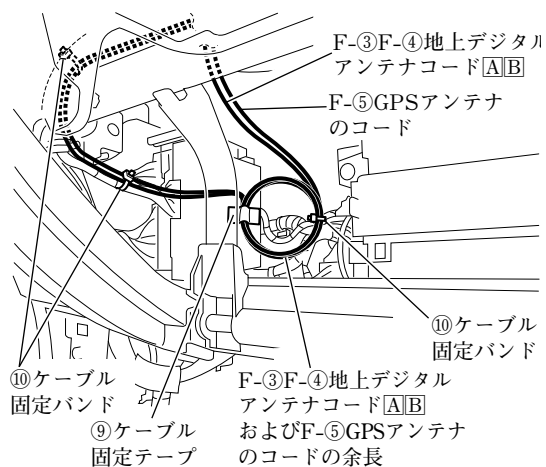 F-③F-④地上デジタル
アンテナコードAB
F-⑤GPSアンテナ
のコード
⑩ケーブル
固定バンド
⑩ケーブル
固定バンド
⑨ケーブル
固定テープ
F-③F-④地上デジタル
アンテナコードAB
およびF-⑤GPSアンテナ
のコードの余長